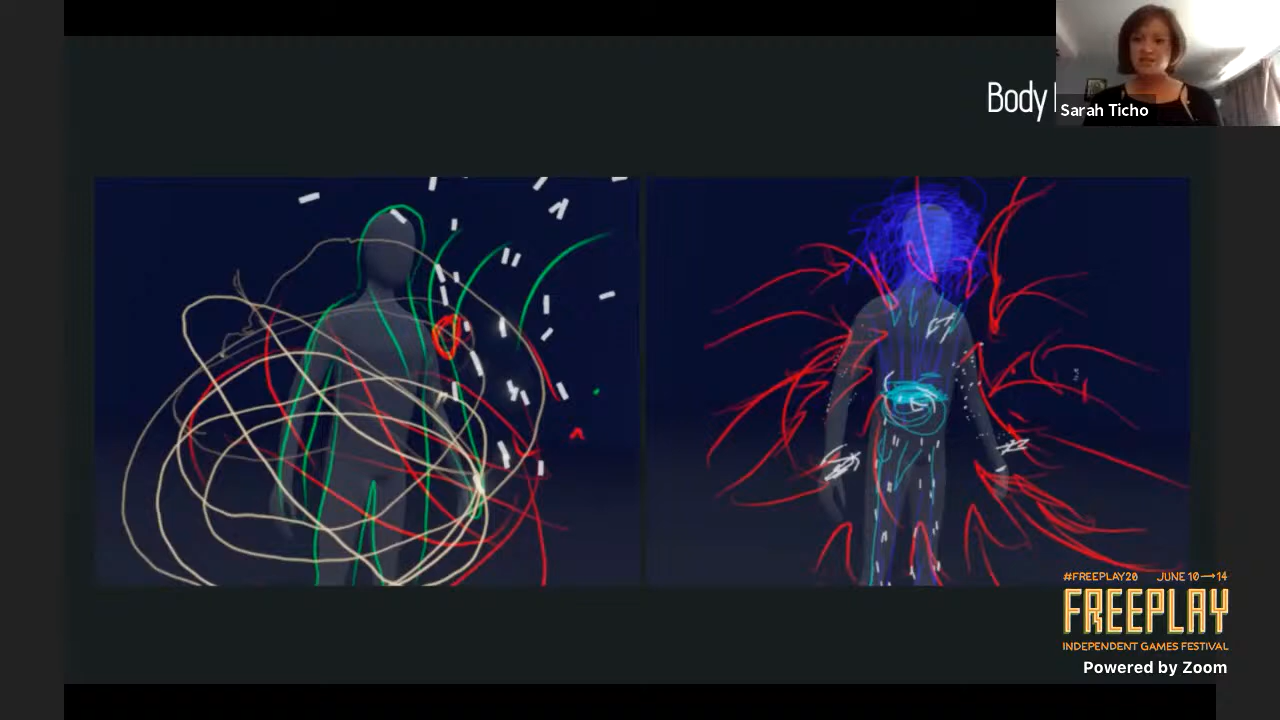 Body
Sarah Ticho
#FREEPLAY20 JUNE 10→14
FREEPLAY
INDEPENDENT GAMES FESTIVAL
Powered by Zoom